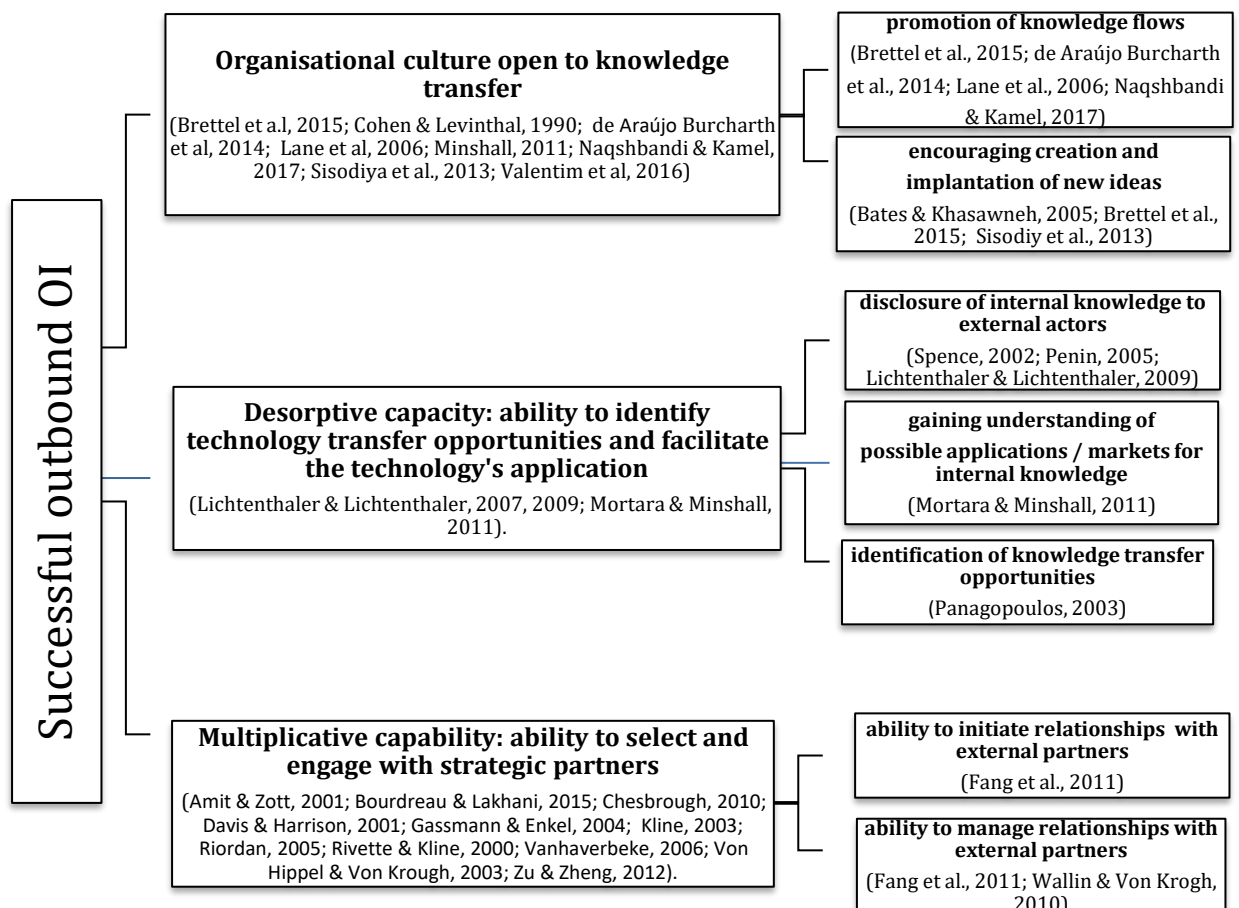 Successful outbound OI
Organisational culture open to knowledge
transfer
(Brettel et a.l, 2015; Cohen & Levinthal, 1990;  de Araújo Burcharth
et al, 2014;  Lane et al, 2006; Minshall, 2011; Naqshbandi & Kamel,
2017; Sisodiya et al., 2013; Valentim et al, 2016)
promotion of knowledge flows
(Brettel et al., 2015; de Araújo Burcharth
et al., 2014; Lane et al., 2006; Naqshbandi
& Kamel, 2017)
encouraging creation and
implantation of new ideas
(Bates & Khasawneh, 2005; Brettel et al.,
2015;  Sisodiy et al., 2013)
Desorptive capacity: ability to identify
technology transfer opportunities and facilitate
the technology's application
(Lichtenthaler & Lichtenthaler, 2007, 2009; Mortara & Minshall,
2011).
disclosure of internal knowledge to
external actors
(Spence, 2002; Penin, 2005;
Lichtenthaler & Lichtenthaler, 2009)
gaining understanding of
possible applications / markets for
internal knowledge
(Mortara & Minshall, 2011)
identification of knowledge transfer
opportunities
(Panagopoulos, 2003)
Multiplicative capability: ability to select and
engage with strategic partners
(Amit & Zott, 2001; Bourdreau & Lakhani, 2015; Chesbrough, 2010;
Davis & Harrison, 2001; Gassmann & Enkel, 2004;  Kline, 2003;
Riordan, 2005; Rivette & Kline, 2000; Vanhaverbeke, 2006; Von
Hippel & Von Krough, 2003; Zu & Zheng, 2012).
ability to initiate relationships  with
external partners
(Fang et al., 2011)
ability to manage relationships with
external partners
(Fang et al., 2011; Wallin & Von Krogh,
2010)